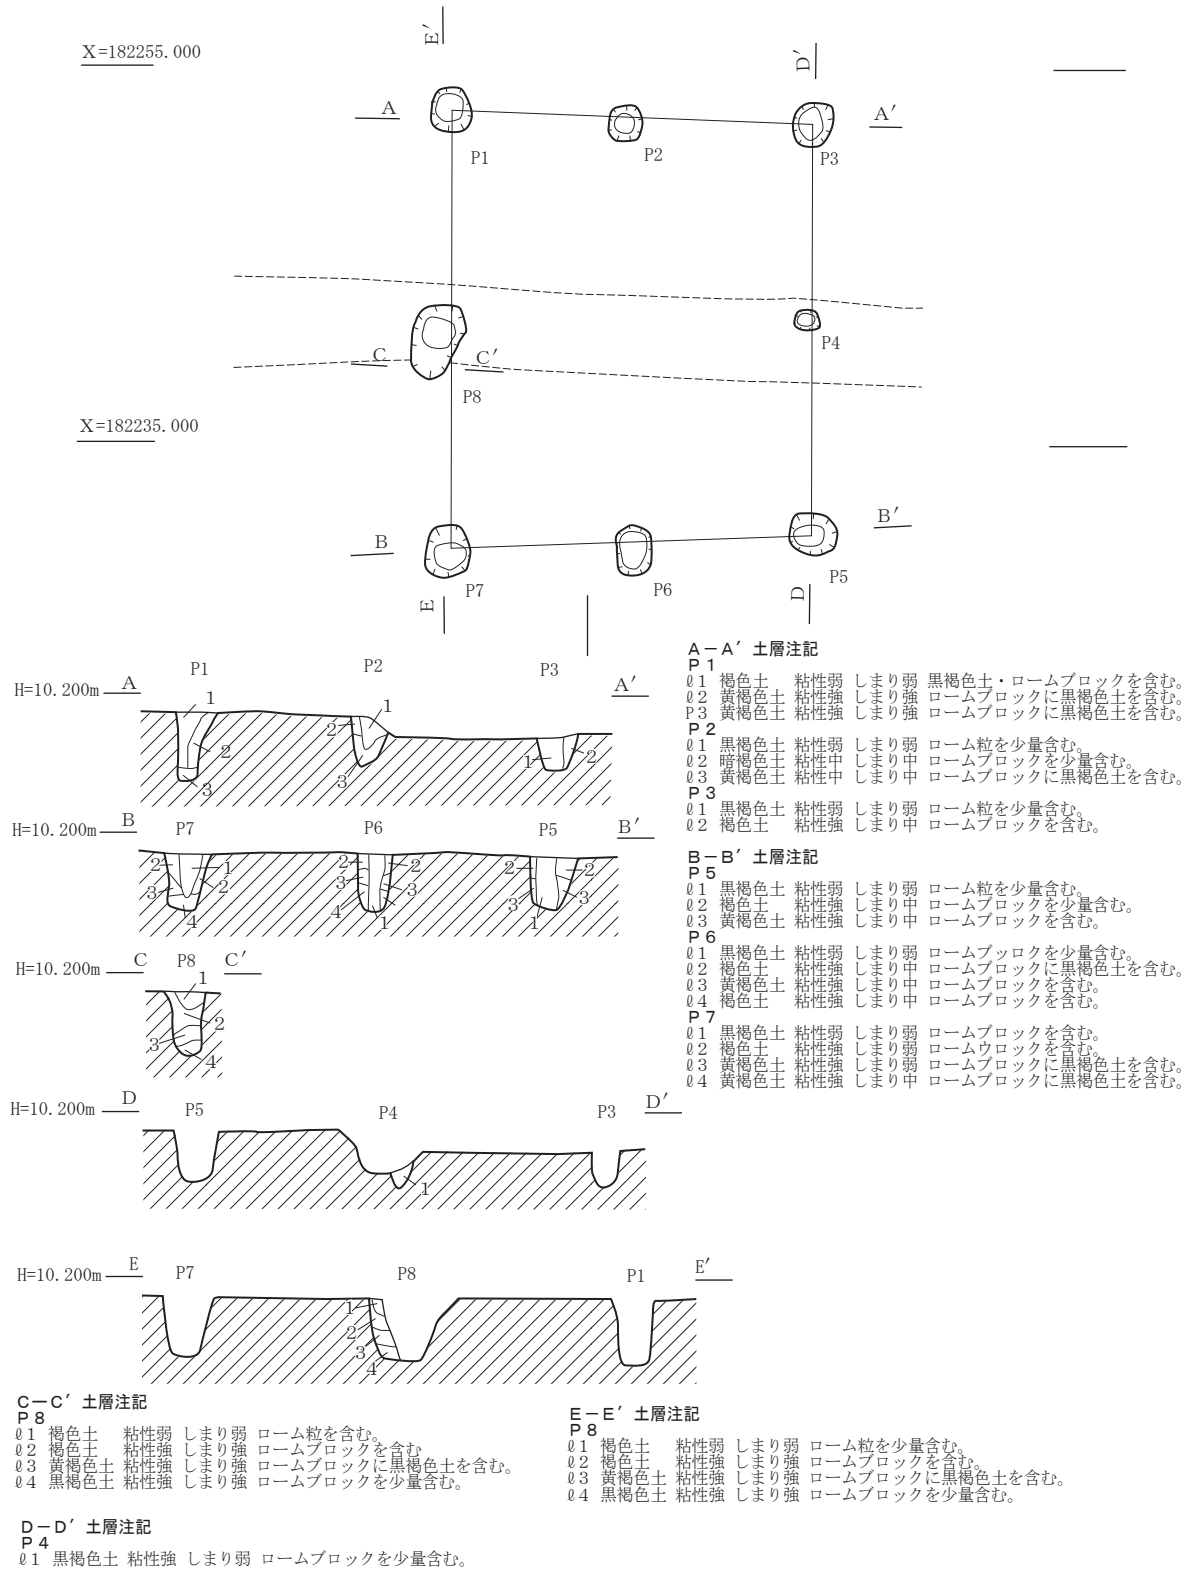 E′
X=182255.000
D′
A
A′
P1
P2
P3
C
C′
P4
P8
X=182235.000
B
B′
P7
P6
P5
E
D
P1
P2
P3
H=10.200m
A
A′
1
2
3
1
2
3
1
2
H=10.200m
B
P7
P6
P5
B′
2
3
1
2
4
2
3
4
2
3
1
2
3
1
2
3
H=10.200m
C
P8
C′
1
2
3
4
H=10.200m
D
P5
P4
P3
D′
1
H=10.200m
E
P7
P8
P1
E′
1
2
3
4
A－A′土層注記
P1
ℓ1 褐色土 粘性弱 しまり弱 黒褐色土・ロームブロックを含む。
ℓ2 黄褐色土 粘性強 しまり強 ロームブロックに黒褐色土を含む。
P3 黄褐色土 粘性強 しまり強 ロームブロックに黒褐色土を含む。
P2
ℓ1 黒褐色土 粘性弱 しまり弱 ローム粒を少量含む。
ℓ2 暗褐色土 粘性中 しまり中 ロームブロックを少量含む。
ℓ3 黄褐色土 粘性中 しまり中 ロームブロックに黒褐色土を含む。
P3
ℓ1 黒褐色土 粘性弱 しまり弱 ローム粒を少量含む。
ℓ2 褐色土 粘性強 しまり中 ロームブロックを含む。
B－B′土層注記
P5
ℓ1 黒褐色土 粘性弱 しまり弱 ローム粒を少量含む。
ℓ2 褐色土 粘性強 しまり中 ロームブロックを少量含む。
ℓ3 黄褐色土 粘性強 しまり中 ロームブロックを含む。
P6
ℓ1 黒褐色土 粘性弱 しまり弱 ロームブッロクを少量含む。
ℓ2 褐色土 粘性強 しまり中 ロームブロックに黒褐色土を含む。
ℓ3 黄褐色土 粘性強 しまり中 ロームブロックを含む。
ℓ4 褐色土 粘性強 しまり中 ロームブロックを含む。
P7
ℓ1 黒褐色土 粘性弱 しまり弱 ロームブロックを含む。
ℓ2 褐色土 粘性強 しまり弱 ロームウロックを含む。
ℓ3 黄褐色土 粘性強 しまり弱 ロームブロックに黒褐色土を含む。
ℓ4 黄褐色土 粘性強 しまり中 ロームブロックに黒褐色土を含む。
C－C′土層注記
P8
ℓ1 褐色土 粘性弱 しまり弱 ローム粒を含む。
ℓ2 褐色土 粘性強 しまり強 ロームブロックを含む
ℓ3 黄褐色土 粘性強 しまり強 ロームブロックに黒褐色土を含む。
ℓ4 黒褐色土 粘性強 しまり強 ロームブロックを少量含む。
D－D′土層注記
P4
ℓ1 黒褐色土 粘性強 しまり弱 ロームブロックを少量含む。
E－E′土層注記
P8
ℓ1 褐色土 粘性弱 しまり弱 ローム粒を少量含む。
ℓ2 褐色土 粘性強 しまり強 ロームブロックを含む。
ℓ3 黄褐色土 粘性強 しまり強 ロームブロックに黒褐色土を含む。
ℓ4 黒褐色土 粘性強 しまり強 ロームブロックを少量含む。